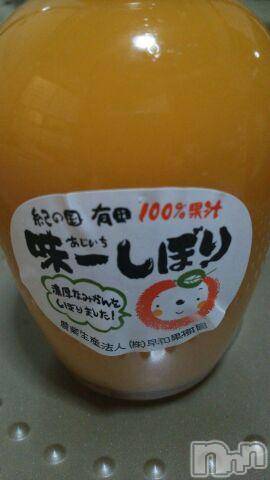 紀の国 有田 100%果汁
あじいち
味一しぼり
濃厚なみかんを
しぼりました!
農業生産法人 (株)早和果樹園
Nnn